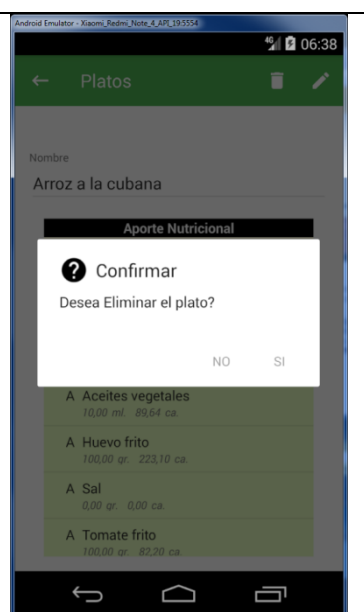 Android Emulator - Xiaomi_Redmi_Note_4_API_19:5554
4G 06:38
Platos
Nombre
Arroz a la cubana
Aporte Nutricional
Confirmar
Desea Eliminar el plato?
NO SI
A Aceites vegetales
10,00 ml. 89,64 ca.
A Huevo frito
100,00 gr. 223,10 ca.
A Sal
0,00 gr. 0,00 ca.
A Tomate frito
100,00 gr. 82,20 ca.